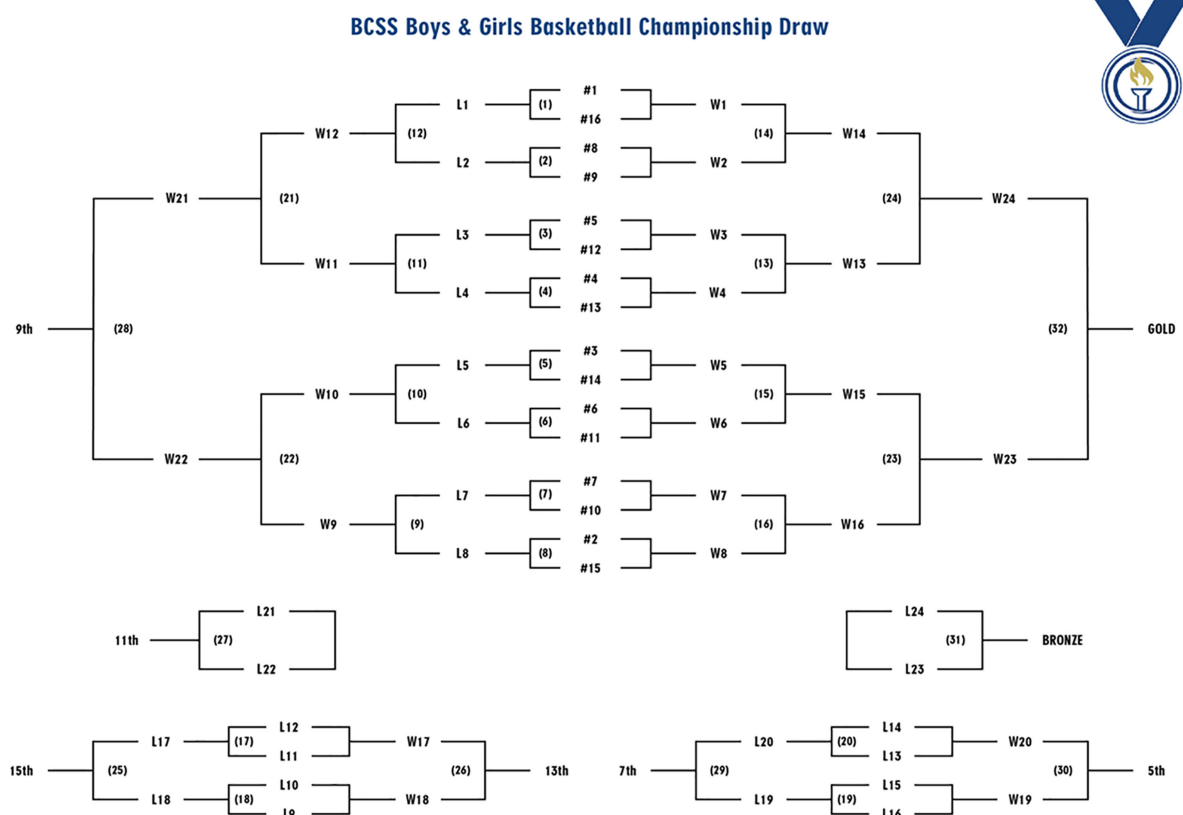 BCSS Boys & Girls Basketball Championship Draw
#1
L1 (1) W1
#16
W12 (12) (14) W14
#8
L2 (2) W2
#9
W21 (21) (24) W24
#5
L3 (3) W3
#12
W11 (11) (13) W13
#4
L4 (4) W4
#13
9th (28) (32) GOLD
#3
L5 (5) W5
#14
W10 (10) (15) W15
#6
L6 (6) W6
#11
W22 (22) (23) W23
#7
L7 (7) W7
#10
W9 (9) (16) W16
#2
L8 (8) W8
#15
L21 L24
11th (27) (31) BRONZE
L22 L23
L12 L14
L17 (17) W17 L20 (20) W20
L11 L13
15th (25) (26) 13th 7th (29) (30) 5th
L10 L15
L18 (18) W18 L19 (19) W19
L9 L16